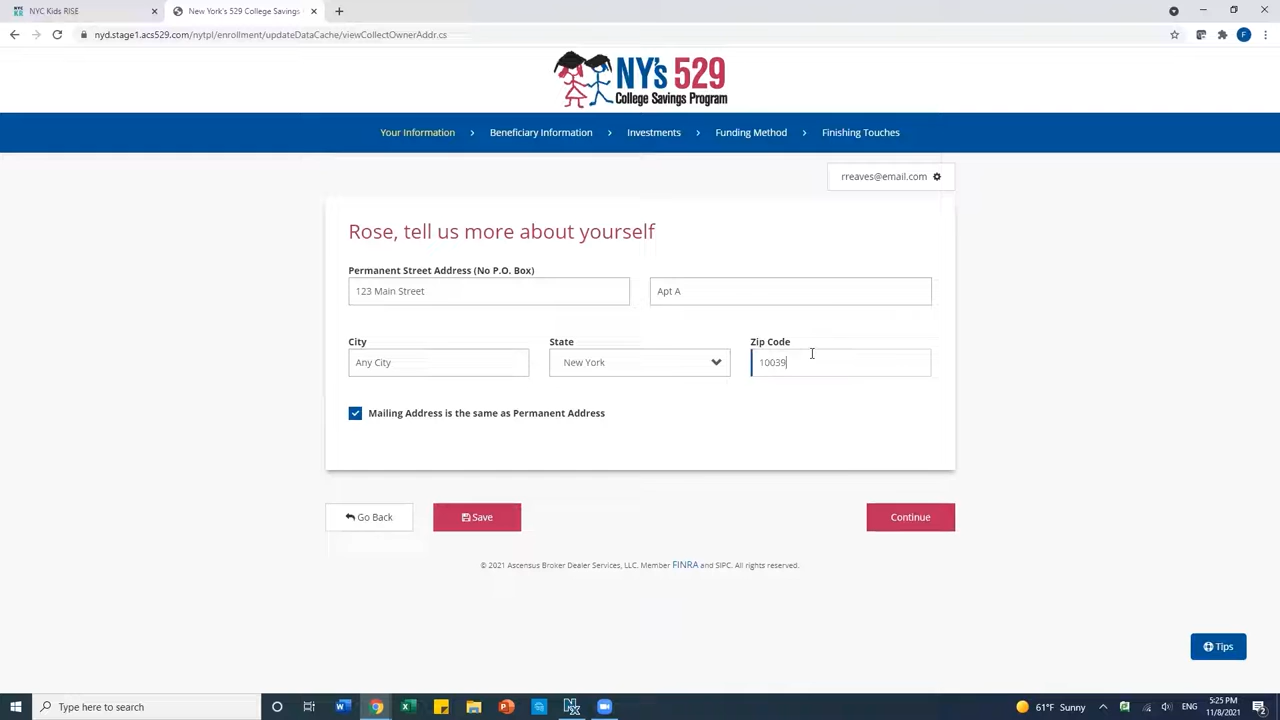 NYC Kids RISE
New York's 529 College Savings
nyd.stage1.acs529.com/nytpl/enrollment/updateDataCache/viewCollectOwnerAddr.cs
F
NY's 529
College Savings Program
Your Information > Beneficiary Information > Investments > Funding Method > Finishing Touches
rreaves@email.com
Rose, tell us more about yourself
Permanent Street Address (No P.O. Box)
123 Main Street
Apt A
City
State
Zip Code
Any City
New York
10039
Mailing Address is the same as Permanent Address
Go Back
Save
Continue
© 2021 Ascensus Broker Dealer Services, LLC. Member FINRA and SIPC. All rights reserved.
Tips
Type here to search
61°F Sunny
ENG
5:25 PM
11/8/2021
2